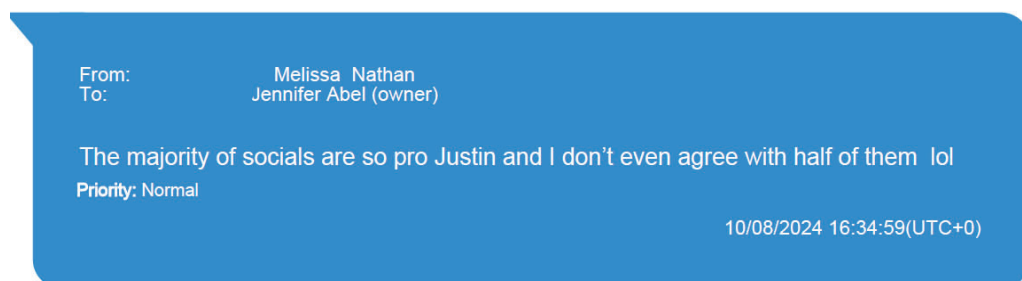 From: Melissa Nathan
To: Jennifer Abel (owner)
The majority of socials are so pro Justin and I don't even agree with half of them lol
Priority: Normal
10/08/2024 16:34:59(UTC+0)